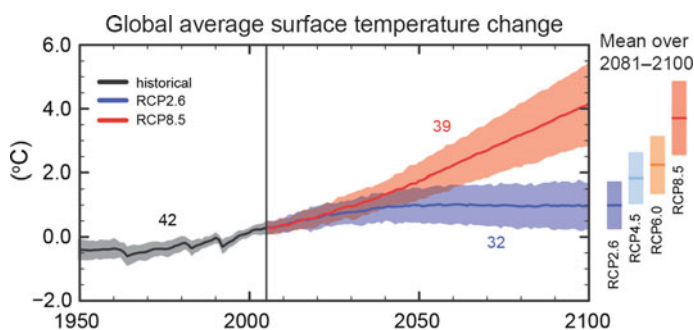 Global average surface temperature change
6.0
4.0
2.0
0.0
−2.0
(°C)
historical
RCP2.6
RCP8.5
42
39
32
1950
2000
2050
2100
Mean over
2081–2100
RCP2.6
RCP4.5
RCP6.0
RCP8.5